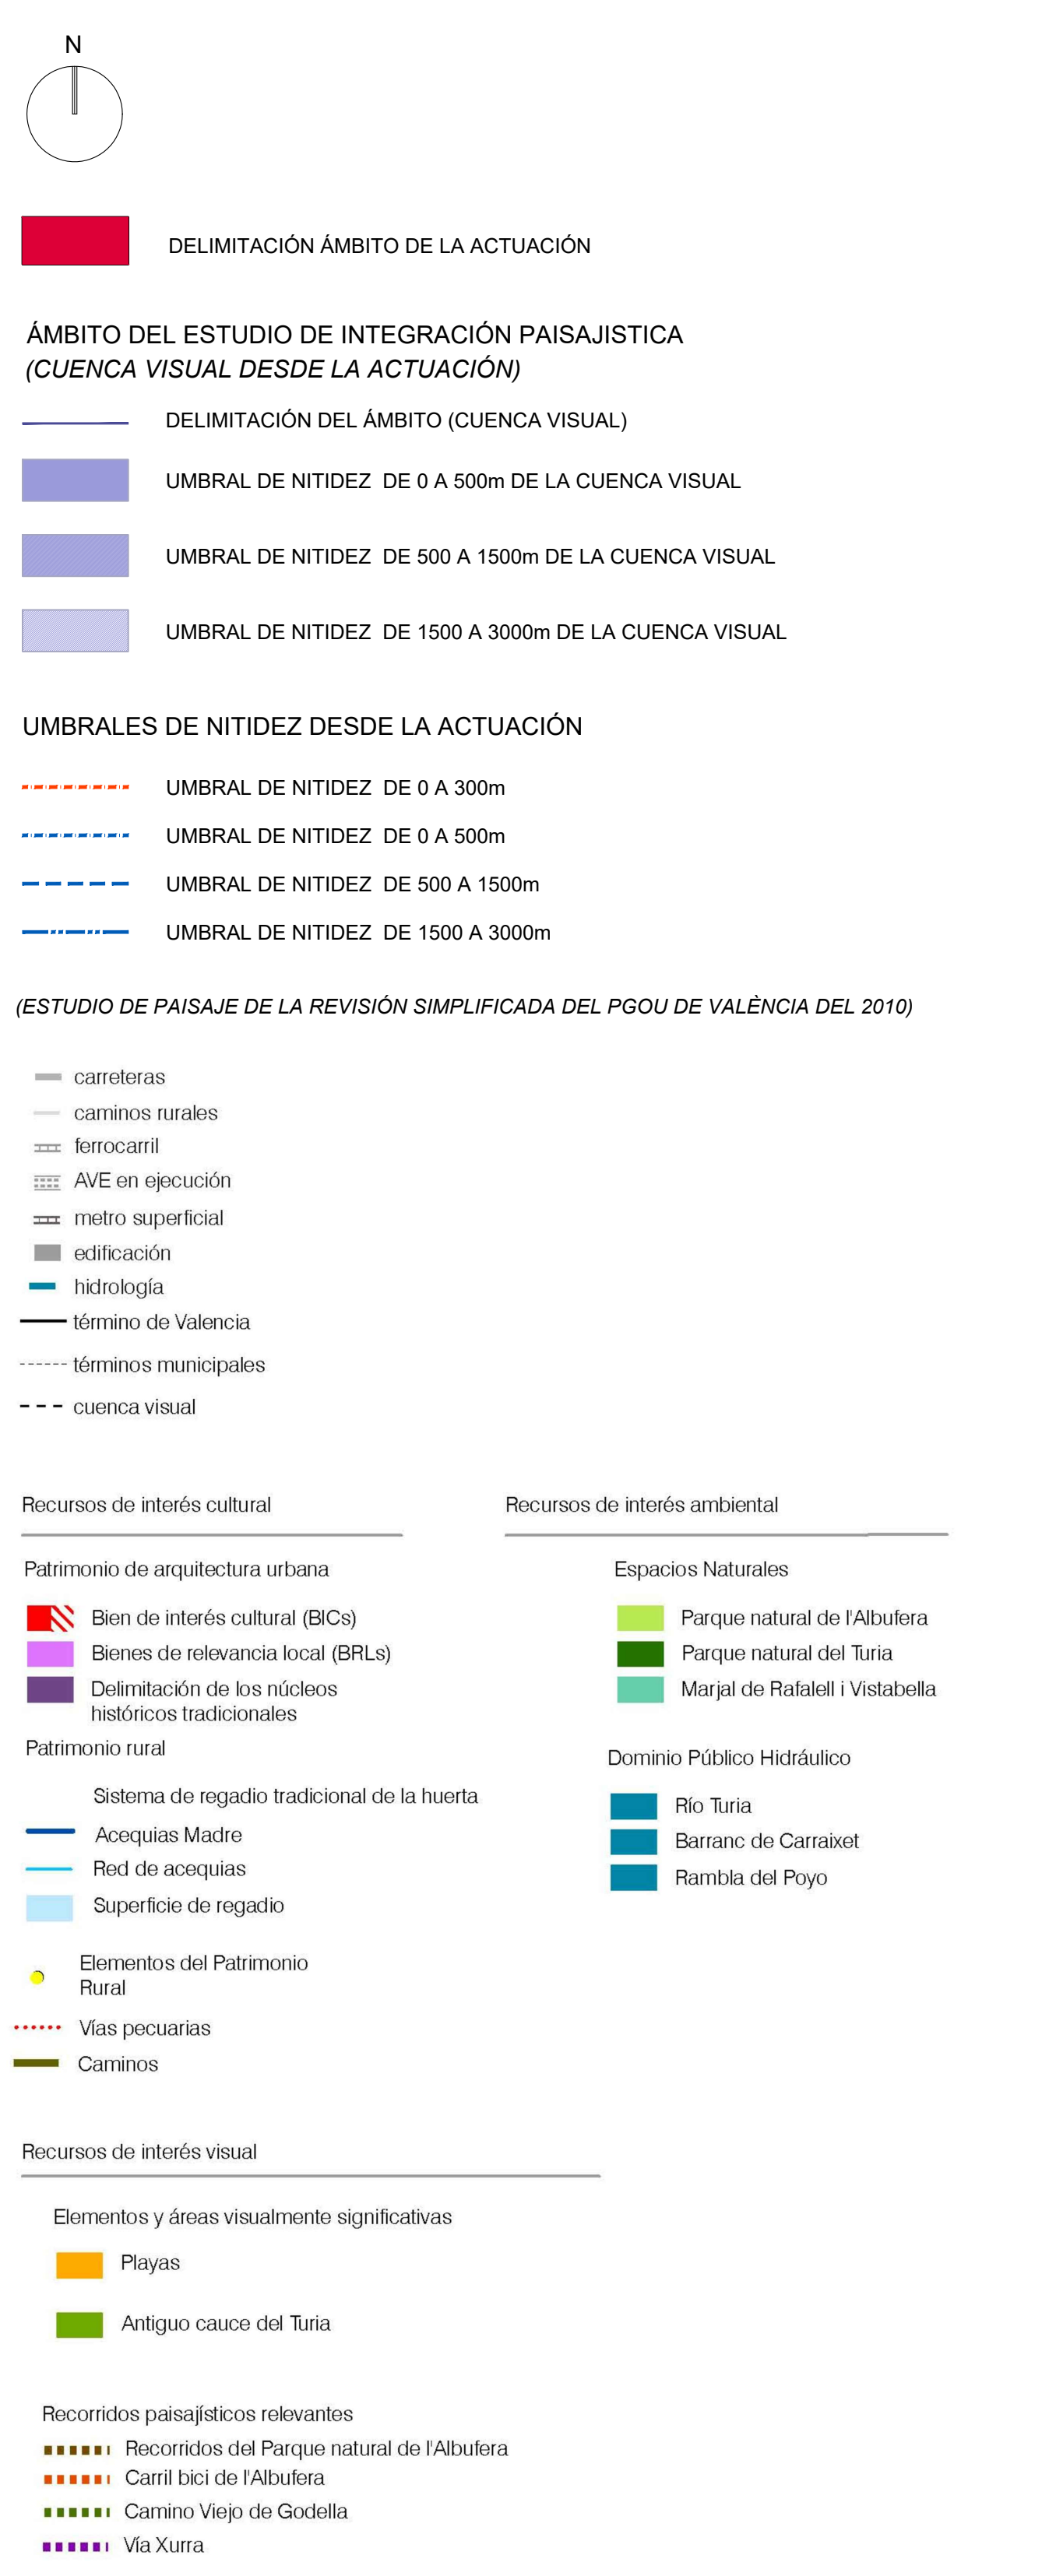 N
DELIMITACIÓN ÁMBITO DE LA ACTUACIÓN
ÁMBITO DEL ESTUDIO DE INTEGRACIÓN PAISAJISTICA
(CUENCA VISUAL DESDE LA ACTUACIÓN)
DELIMITACIÓN DEL ÁMBITO (CUENCA VISUAL)
UMBRAL DE NITIDEZ DE 0 A 500m DE LA CUENCA VISUAL
UMBRAL DE NITIDEZ DE 500 A 1500m DE LA CUENCA VISUAL
UMBRAL DE NITIDEZ DE 1500 A 3000m DE LA CUENCA VISUAL
UMBRALES DE NITIDEZ DESDE LA ACTUACIÓN
UMBRAL DE NITIDEZ DE 0 A 300m
UMBRAL DE NITIDEZ DE 0 A 500m
UMBRAL DE NITIDEZ DE 500 A 1500m
UMBRAL DE NITIDEZ DE 1500 A 3000m
(ESTUDIO DE PAISAJE DE LA REVISIÓN SIMPLIFICADA DEL PGOU DE VALÈNCIA DEL 2010)
carreteras
caminos rurales
ferrocarril
AVE en ejecución
metro superficial
edificación
hidrología
término de Valencia
términos municipales
cuenca visual
Recursos de interés cultural
Patrimonio de arquitectura urbana
Bien de interés cultural (BICs)
Bienes de relevancia local (BRLs)
Delimitación de los núcleos
históricos tradicionales
Patrimonio rural
Sistema de regadio tradicional de la huerta
Acequias Madre
Red de acequias
Superficie de regadio
Elementos del Patrimonio
Rural
Vías pecuarias
Caminos
Recursos de interés ambiental
Espacios Naturales
Parque natural de l'Albufera
Parque natural del Turia
Marjal de Rafalell i Vistabella
Dominio Público Hidráulico
Río Turia
Barranc de Carraixet
Rambla del Poyo
Recursos de interés visual
Elementos y áreas visualmente significativas
Playas
Antiguo cauce del Turia
Recorridos paisajísticos relevantes
Recorridos del Parque natural de l'Albufera
Carril bici de l'Albufera
Camino Viejo de Godella
Vía Xurra